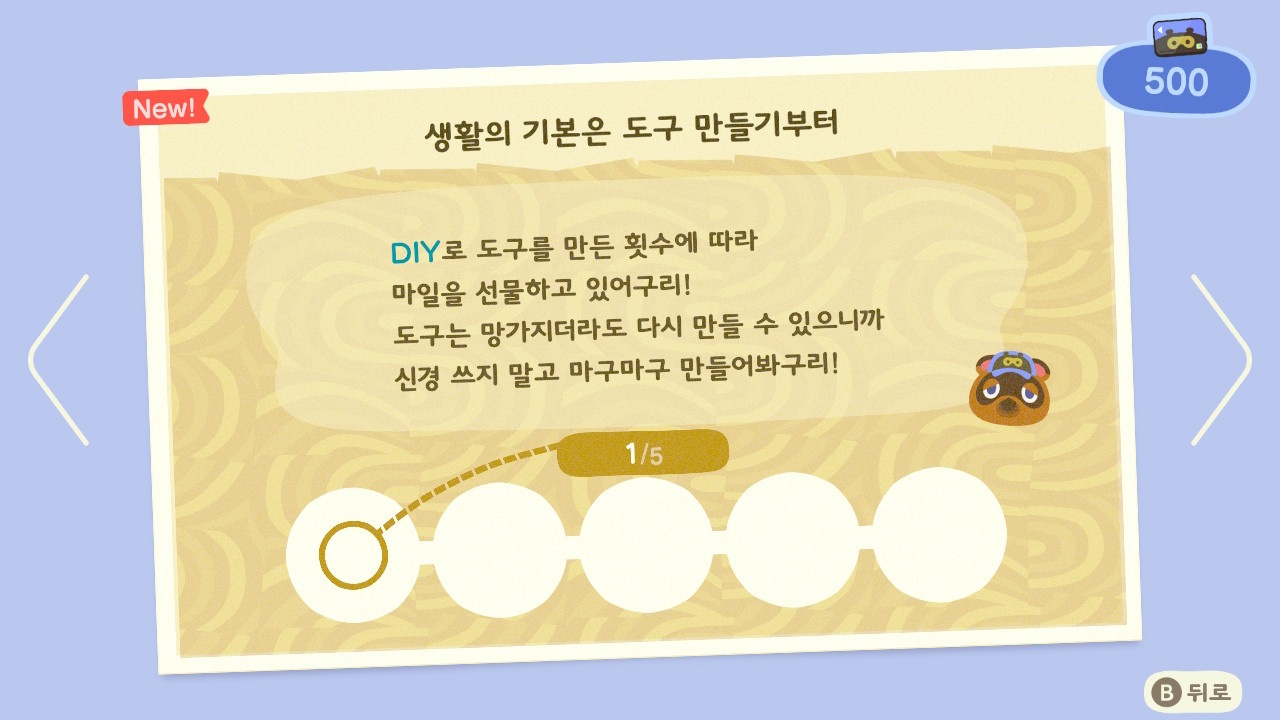 500
New!
생활의 기본은 도구 만들기부터
DIY로 도구를 만든 횟수에 따라
마일을 선물하고 있어구리!
도구는 망가지더라도 다시 만들 수 있으니까
신경 쓰지 말고 마구마구 만들어봐구리!
1/5
B 뒤로